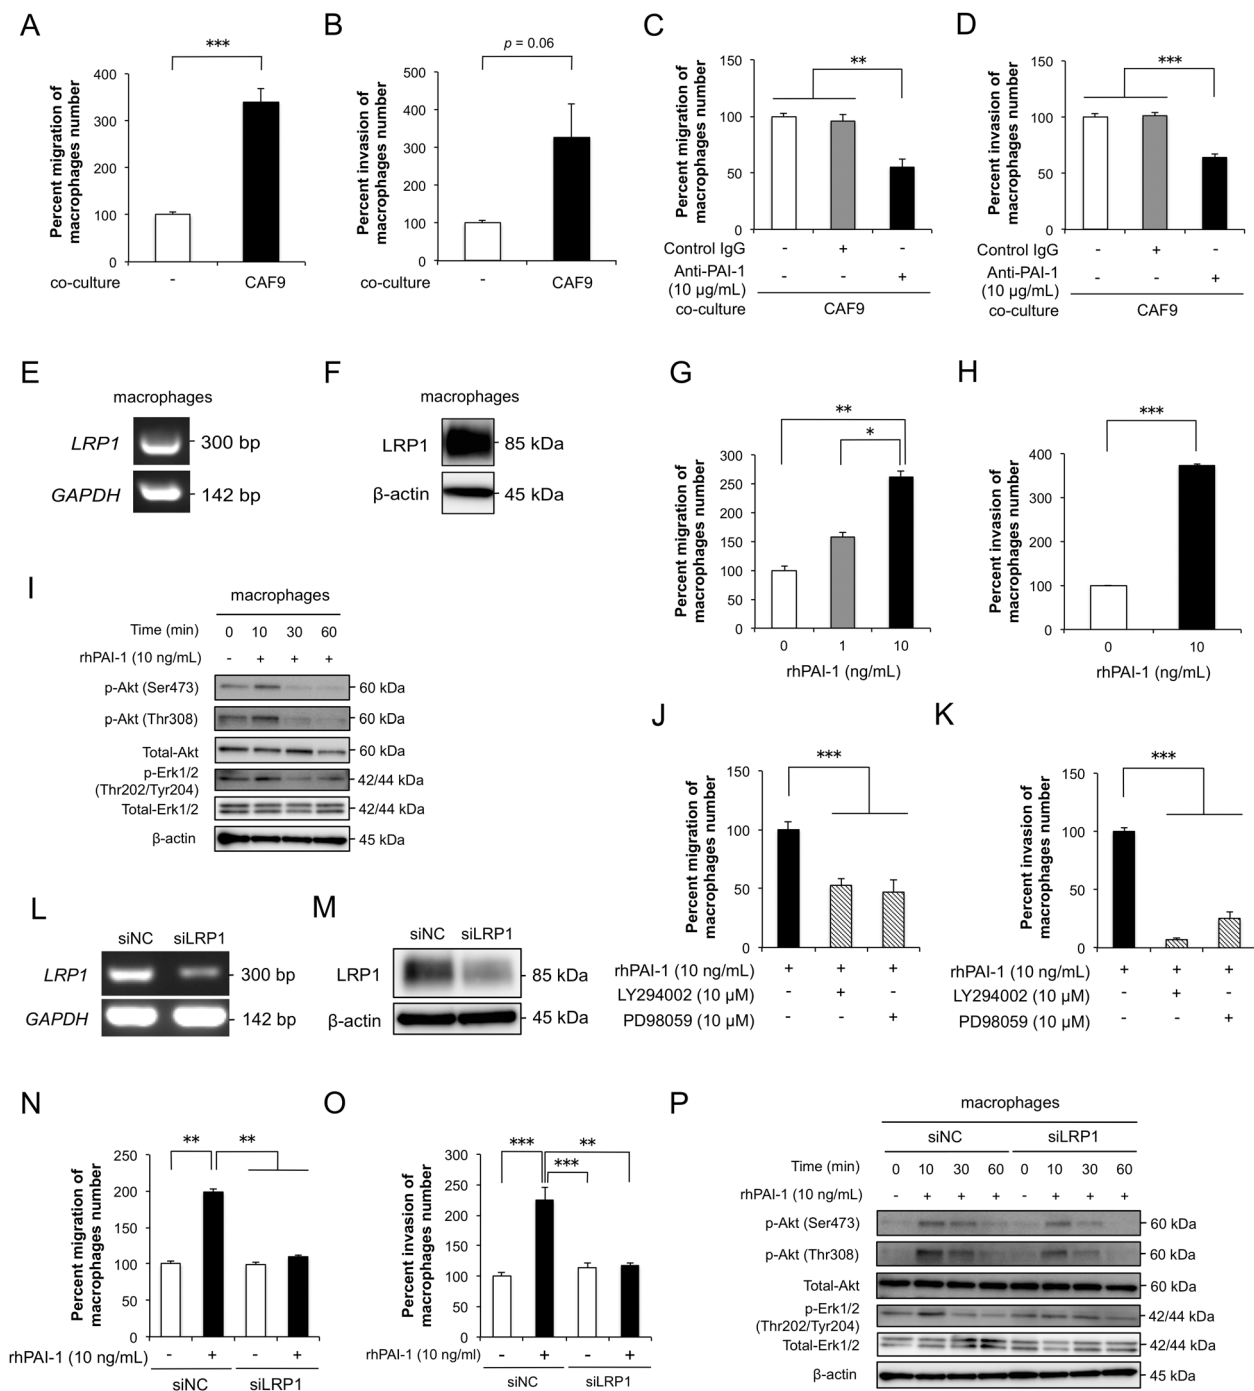 A
***
Percent migration of
macrophages number
400
300
200
100
0
co-culture
-
CAF9
B
p = 0.06
Percent invasion of
macrophages number
500
400
300
200
100
0
co-culture
-
CAF9
C
**
Percent migration of
macrophages number
150
100
50
0
Control IgG - + -
Anti-PAI-1 - - +
(10 μg/mL)
co-culture CAF9
D
***
Percent invasion of
macrophages number
150
100
50
0
Control IgG - + -
Anti-PAI-1 - - +
(10 μg/mL)
co-culture CAF9
E
macrophages
LRP1 300 bp
GAPDH 142 bp
F
macrophages
LRP1 85 kDa
β-actin 45 kDa
G
**
*
Percent migration of
macrophages number
300
250
200
150
100
50
0
0 1 10
rhPAI-1 (ng/mL)
H
***
Percent invasion of
macrophages number
400
300
200
100
0
0 10
rhPAI-1 (ng/mL)
I
macrophages
Time (min) 0 10 30 60
rhPAI-1 (10 ng/mL) - + + +
p-Akt (Ser473) 60 kDa
p-Akt (Thr308) 60 kDa
Total-Akt 60 kDa
p-Erk1/2
(Thr202/Tyr204) 42/44 kDa
Total-Erk1/2 42/44 kDa
β-actin 45 kDa
J
***
Percent migration of
macrophages number
150
100
50
0
rhPAI-1 (10 ng/mL) + + +
LY294002 (10 μM) - + -
PD98059 (10 μM) - - +
K
***
Percent invasion of
macrophages number
150
100
50
0
rhPAI-1 (10 ng/mL) + + +
LY294002 (10 μM) - + -
PD98059 (10 μM) - - +
L
siNC siLRP1
LRP1 300 bp
GAPDH 142 bp
M
siNC siLRP1
LRP1 85 kDa
β-actin 45 kDa
N
** **
Percent migration of
macrophages number
250
200
150
100
50
0
rhPAI-1 (10 ng/mL) - + - +
siNC siLRP1
O
*** **
***
Percent invasion of
macrophages number
300
250
200
150
100
50
0
rhPAI-1 (10 ng/ml) - + - +
siNC siLRP1
P
macrophages
siNC siLRP1
Time (min) 0 10 30 60 0 10 30 60
rhPAI-1 (10 ng/mL) - + + + - + + +
p-Akt (Ser473) 60 kDa
p-Akt (Thr308) 60 kDa
Total-Akt 60 kDa
p-Erk1/2
(Thr202/Tyr204) 42/44 kDa
Total-Erk1/2 42/44 kDa
β-actin 45 kDa